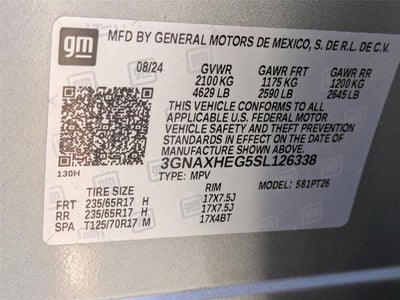 gm
MFD BY GENERAL MOTORS DE MEXICO, S. DE R.L. DE C.V.
08/24 GVWR GAWR FRT GAWR RR
2100 KG 1175 KG 1200 KG
4629 LB 2590 LB 2645 LB
THIS VEHICLE CONFORMS TO ALL
APPLICABLE U.S. FEDERAL MOTOR
VEHICLE SAFETY AND BUMPER
STANDARDS IN EFFECT ON THE DATE OF
MANUFACTURE SHOWN ABOVE.
3GNAXHEG5SL126338
130H TYPE: MPV MODEL: 581PT26
TIRE SIZE RIM
FRT 235/65R17 H 17X7.5J
RR 235/65R17 H 17X7.5J
SPA T125/70R17 M 17X4BT